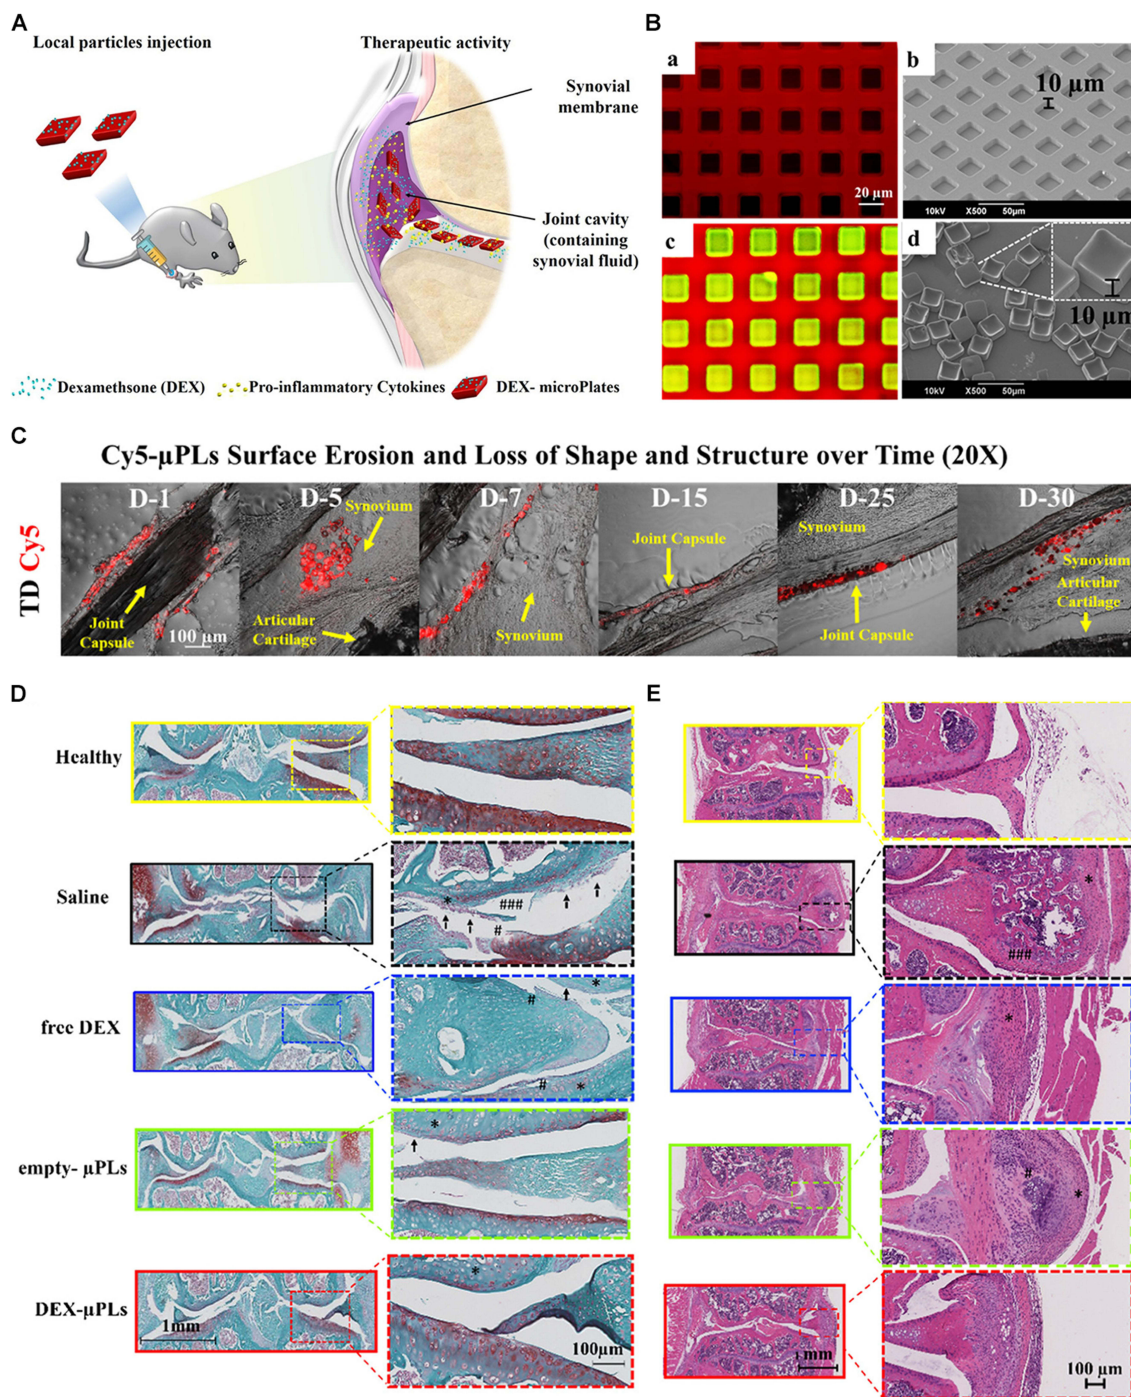 A
Local particles injection
Therapeutic activity
Synovial
membrane
Joint cavity
(containing
synovial fluid)
Dexamethsone (DEX)
Pro-inflammatory Cytokines
DEX- microPlates
B
a
20 µm
b
10 µm
10kV X500 50µm
c
d
10 µm
10kV X500 50µm
C
Cy5-µPLs Surface Erosion and Loss of Shape and Structure over Time (20X)
TD Cy5
D-1
Joint
Capsule
100 µm
D-5
Synovium
Articular
Cartilage
D-7
Synovium
D-15
Joint Capsule
D-25
Synovium
Joint Capsule
D-30
Synovium
Articular
Cartilage
D
Healthy
Saline
*
###
#
free DEX
#
*
#
*
empty- µPLs
*
DEX-µPLs
1mm
*
100µm
E
*
###
*
#
*
mm
100 µm